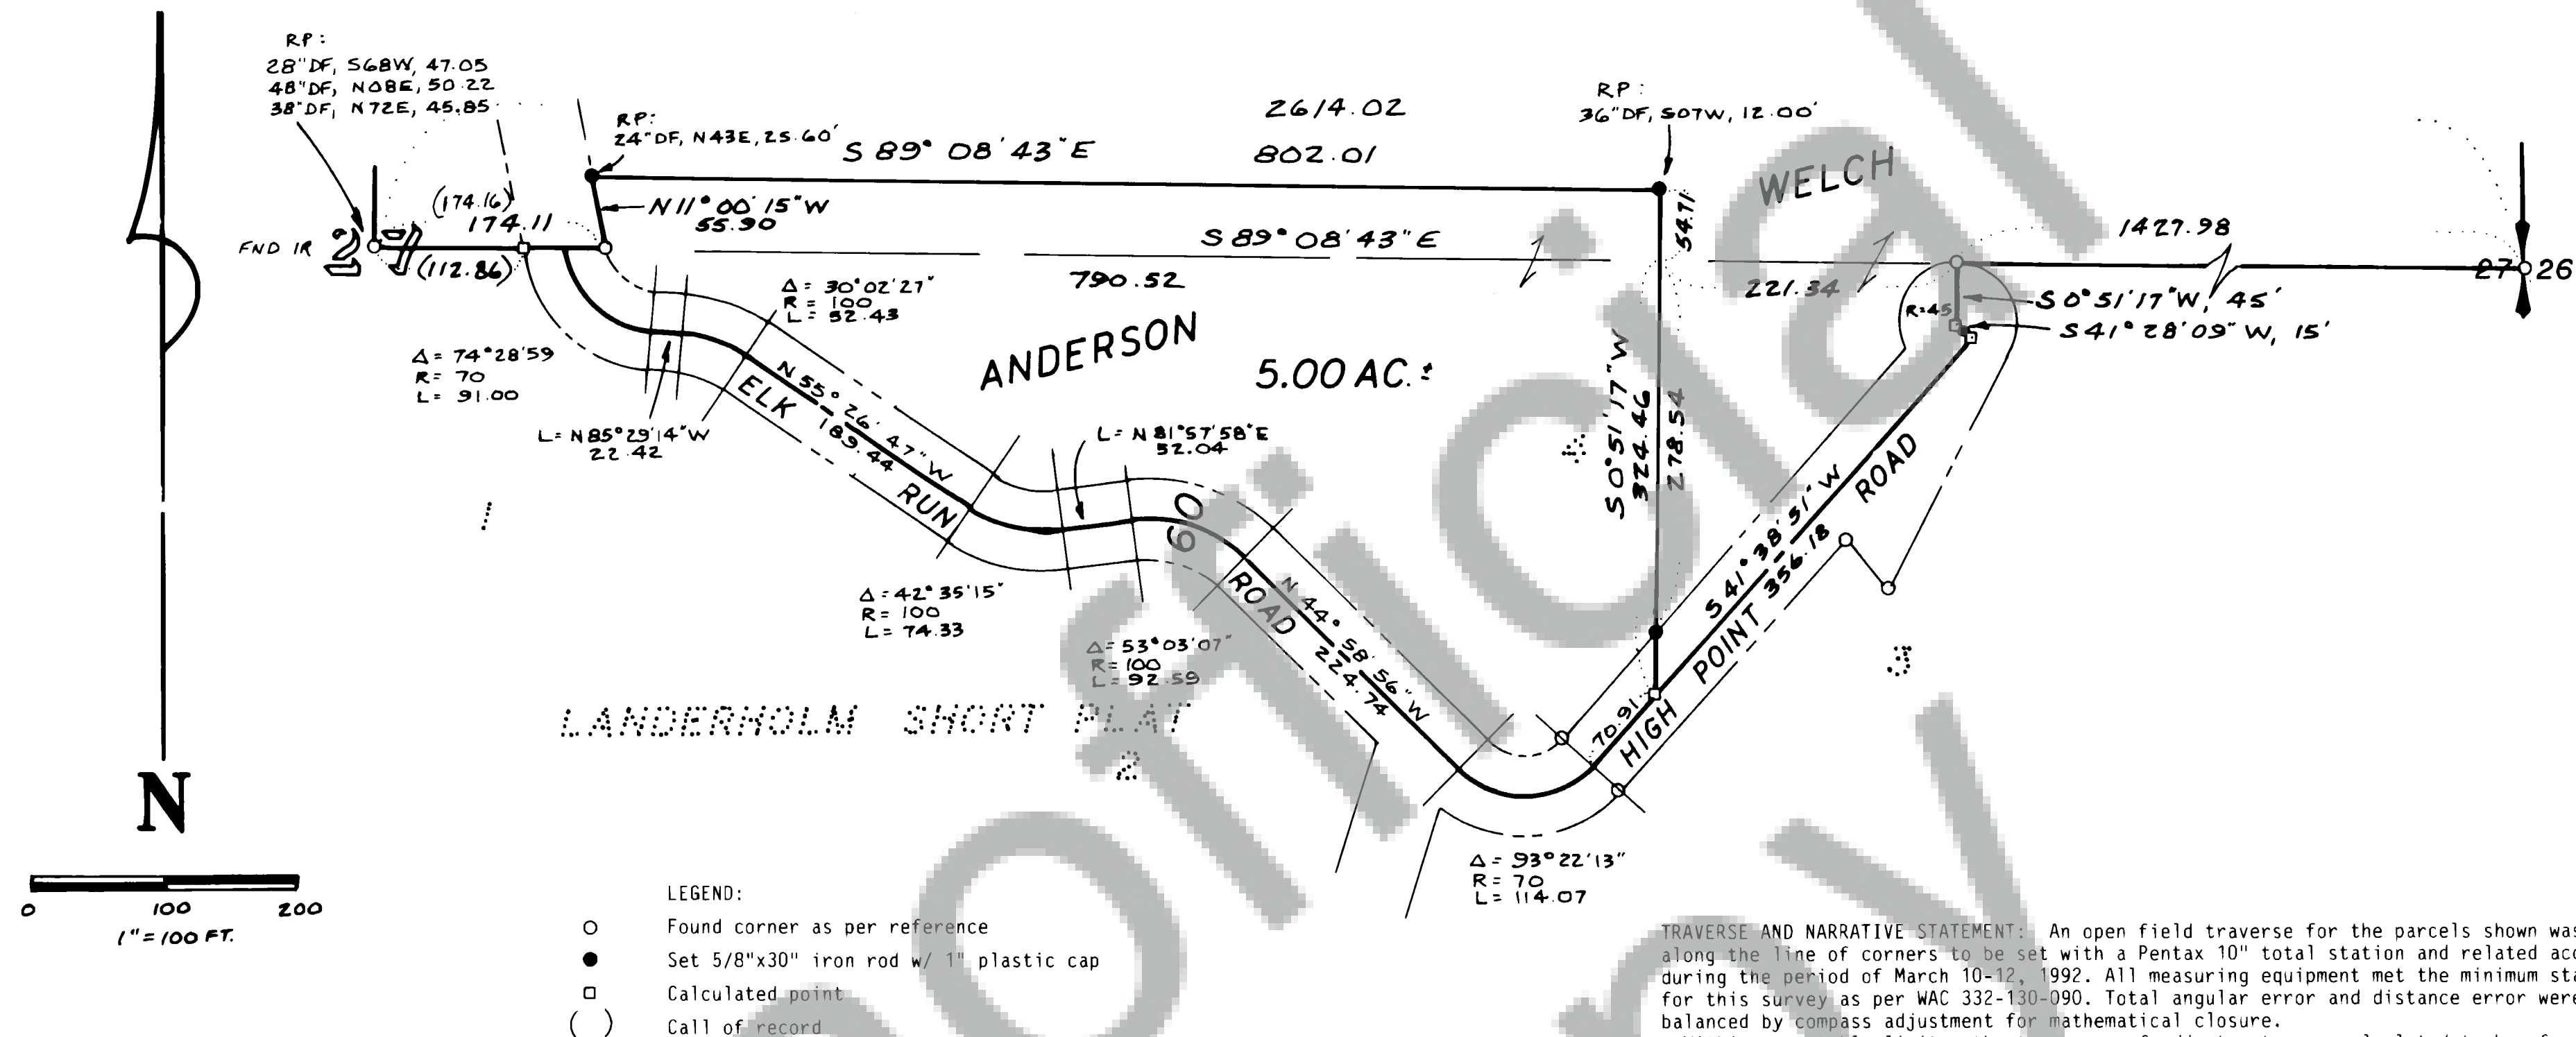 RP:
28"DF, S68W, 47.05
48"DF, N08E, 50.22
38"DF, N72E, 45.85
RP:
24"DF, N43E, 25.60'
S 89° 08' 43" E
2614.02
802.01
RP:
36"DF, S07W, 12.00'
WELCH
(174.16)
174.11
(112.86)
FND IR
N 11° 00' 15" W
55.90
S 89° 08' 43" E
790.52
54.71
221.34
1427.98
27 26
R=45
S 0° 51' 17" W, 45'
S 41° 28' 09" W, 15'
Δ = 30° 02' 27"
R = 100
L = 52.43
Δ = 74° 28' 59
R = 70
L = 91.00
ANDERSON
5.00 AC. ±
S 0° 51' 17" W
324.46
278.54
4
L = N 85° 29' 14" W
22.42
N 55° 26' 47" W
189.44
ELK RUN ROAD
L = N 81° 57' 58" E
52.04
60
1
Δ = 42° 35' 15"
R = 100
L = 74.33
Δ = 53° 03' 07"
R = 100
L = 92.59
N 44° 58' 56" W
224.74
S 41° 38' 51" W
356.18
HIGH POINT ROAD
70.91
3
LANDERHOLM SHORT PLAT
2
Δ = 93° 22' 13"
R = 70
L = 114.07
N
0 100 200
1" = 100 FT.
LEGEND:
Found corner as per reference
Set 5/8"x30" iron rod w/ 1" plastic cap
Calculated point
( ) Call of record
TRAVERSE AND NARRATIVE STATEMENT: An open field traverse for the parcels shown was
along the line of corners to be set with a Pentax 10" total station and related acc
during the period of March 10-12, 1992. All measuring equipment met the minimum sta
for this survey as per WAC 332-130-090. Total angular error and distance error were
balanced by compass adjustment for mathematical closure.